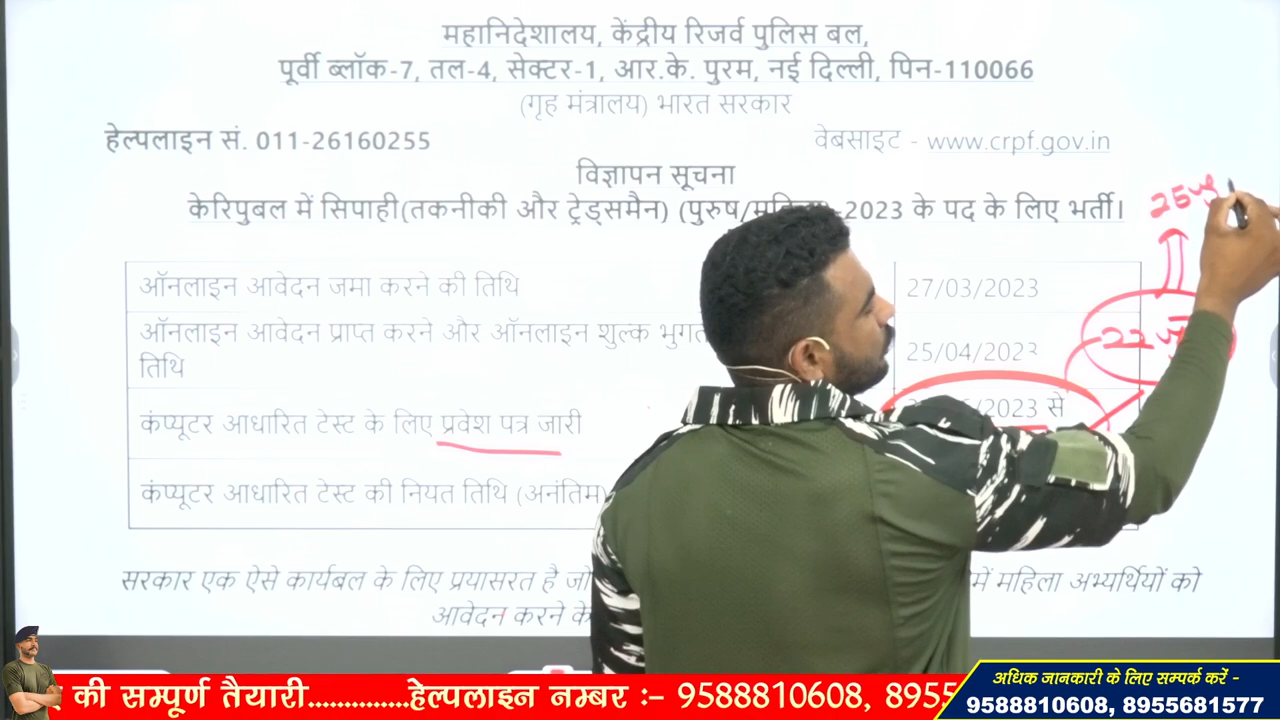 महानिदेशालय, केंद्रीय रिजर्व पुलिस बल,
पूर्वी ब्लॉक-7, तल-4, सेक्टर-1, आर.के. पुरम, नई दिल्ली, पिन-110066
(गृह मंत्रालय) भारत सरकार
हेल्पलाइन सं. 011-26160255
वेबसाइट - www.crpf.gov.in
विज्ञापन सूचना
केरिपुबल में सिपाही(तकनीकी और ट्रेड्समैन) (पुरुष/ -2023 के पद के लिए भर्ती।
ऑनलाइन आवेदन जमा करने की तिथि 27/03/2023
ऑनलाइन आवेदन प्राप्त करने और ऑनलाइन शुल्क
तिथि 25/04/2023
कंप्यूटर आधारित टेस्ट के लिए प्रवेश पत्र जारी /2023 से
कंप्यूटर आधारित टेस्ट की नियत तिथि (अनंतिम)
सरकार एक ऐसे कार्यबल के लिए प्रयासरत है जो में महिला अभ्यर्थियों को
आवेदन करने के
22
25
की सम्पूर्ण तैयारी...............हेल्पलाइन नम्बर :- 9588810608, 8955
अधिक जानकारी के लिए सम्पर्क करें -
9588810608, 8955681577